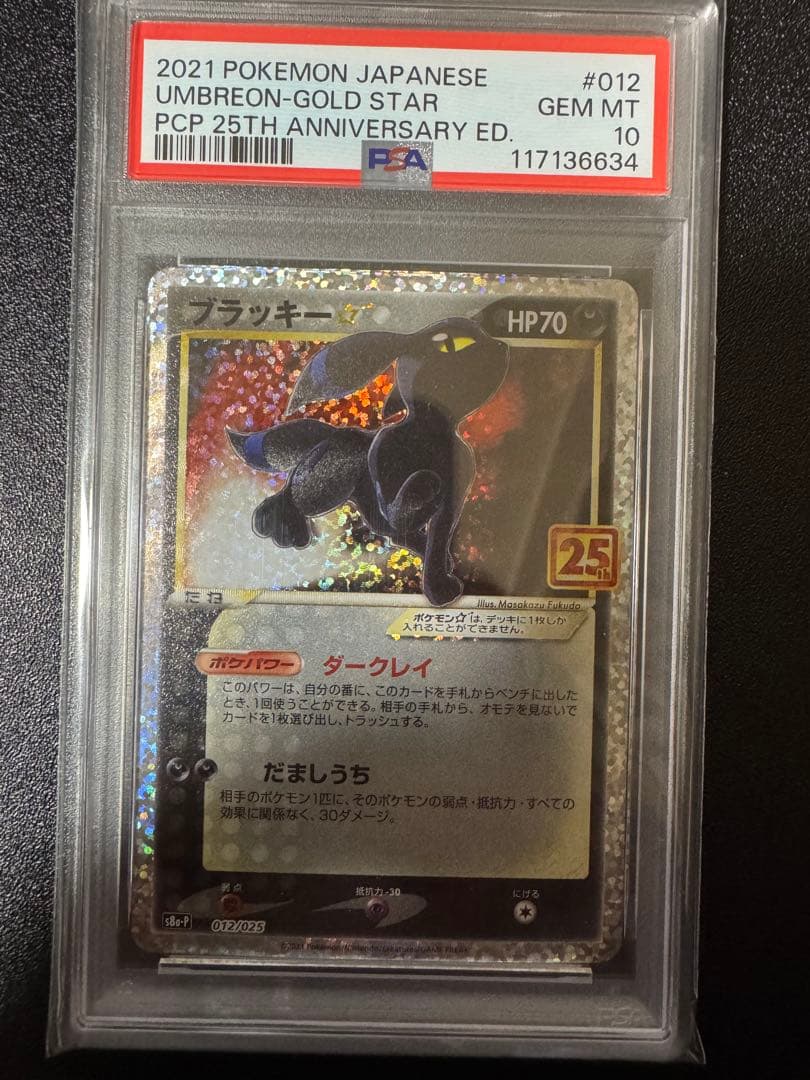 2021 POKEMON JAPANESE #012
UMBREON-GOLD STAR GEM MT
PCP 25TH ANNIVERSARY ED. 10
PSA 117136634
ブラッキー☆ HP70
25th
たね
Illus. Masakazu Fukuda
ポケモン☆は、デッキに1枚しか
入れることができません。
ポケパワー ダークレイ
このパワーは、自分の番に、このカードを手札からベンチに出した
とき、1回使うことができる。相手の手札から、オモテを見ないで
カードを1枚選び出し、トラッシュする。
だましうち
相手のポケモン1匹に、そのポケモンの弱点・抵抗力・すべての
効果に関係なく、30ダメージ。
弱点 抵抗力 -30 にげる
s8a-P 012/025
©2021 Pokémon/Nintendo/Creatures/GAME FREAK